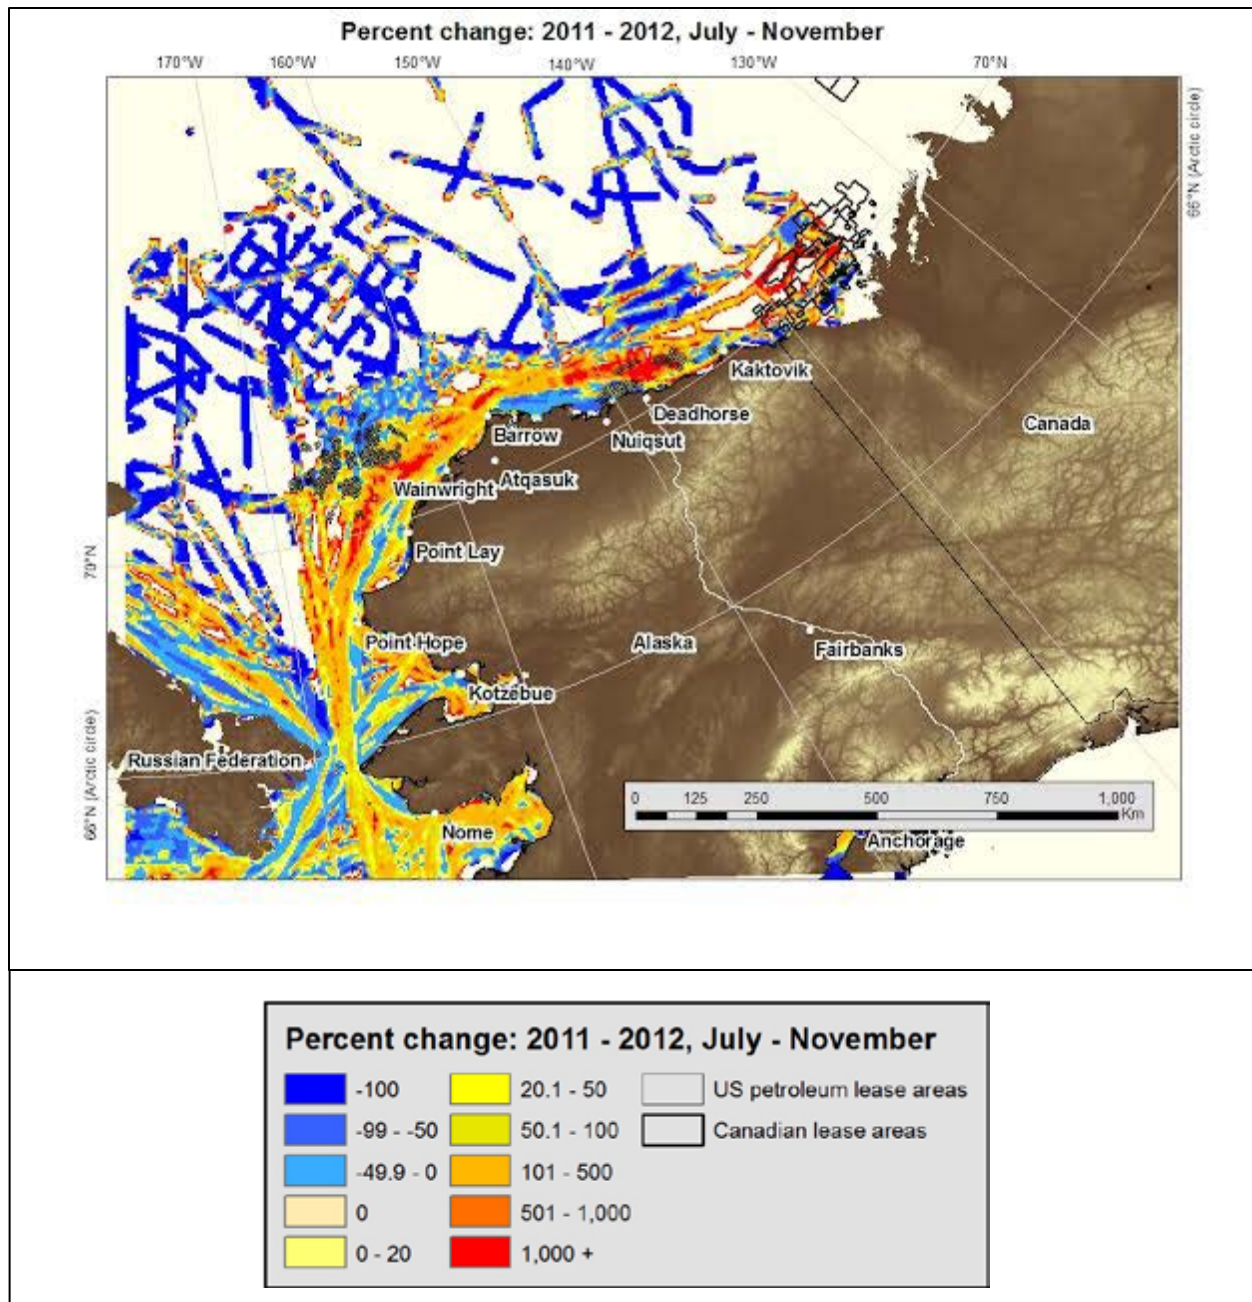 Percent change: 2011 - 2012, July - November
170°W 160°W 150°W 140°W 130°W 70°N
66°N (Arctic circle)
Kaktovik
Deadhorse
Canada
Barrow
Nuiqsut
Atqasuk
Wainwright
Point Lay
70°N
Point Hope
Alaska
Fairbanks
Kotzebue
Russian Federation
66°N (Arctic circle)
0 125 250 500 750 1,000
Km
Nome
Anchorage
Percent change: 2011 - 2012, July - November
-100 20.1 - 50 US petroleum lease areas
-99 - -50 50.1 - 100 Canadian lease areas
-49.9 - 0 101 - 500
0 501 - 1,000
0 - 20 1,000 +